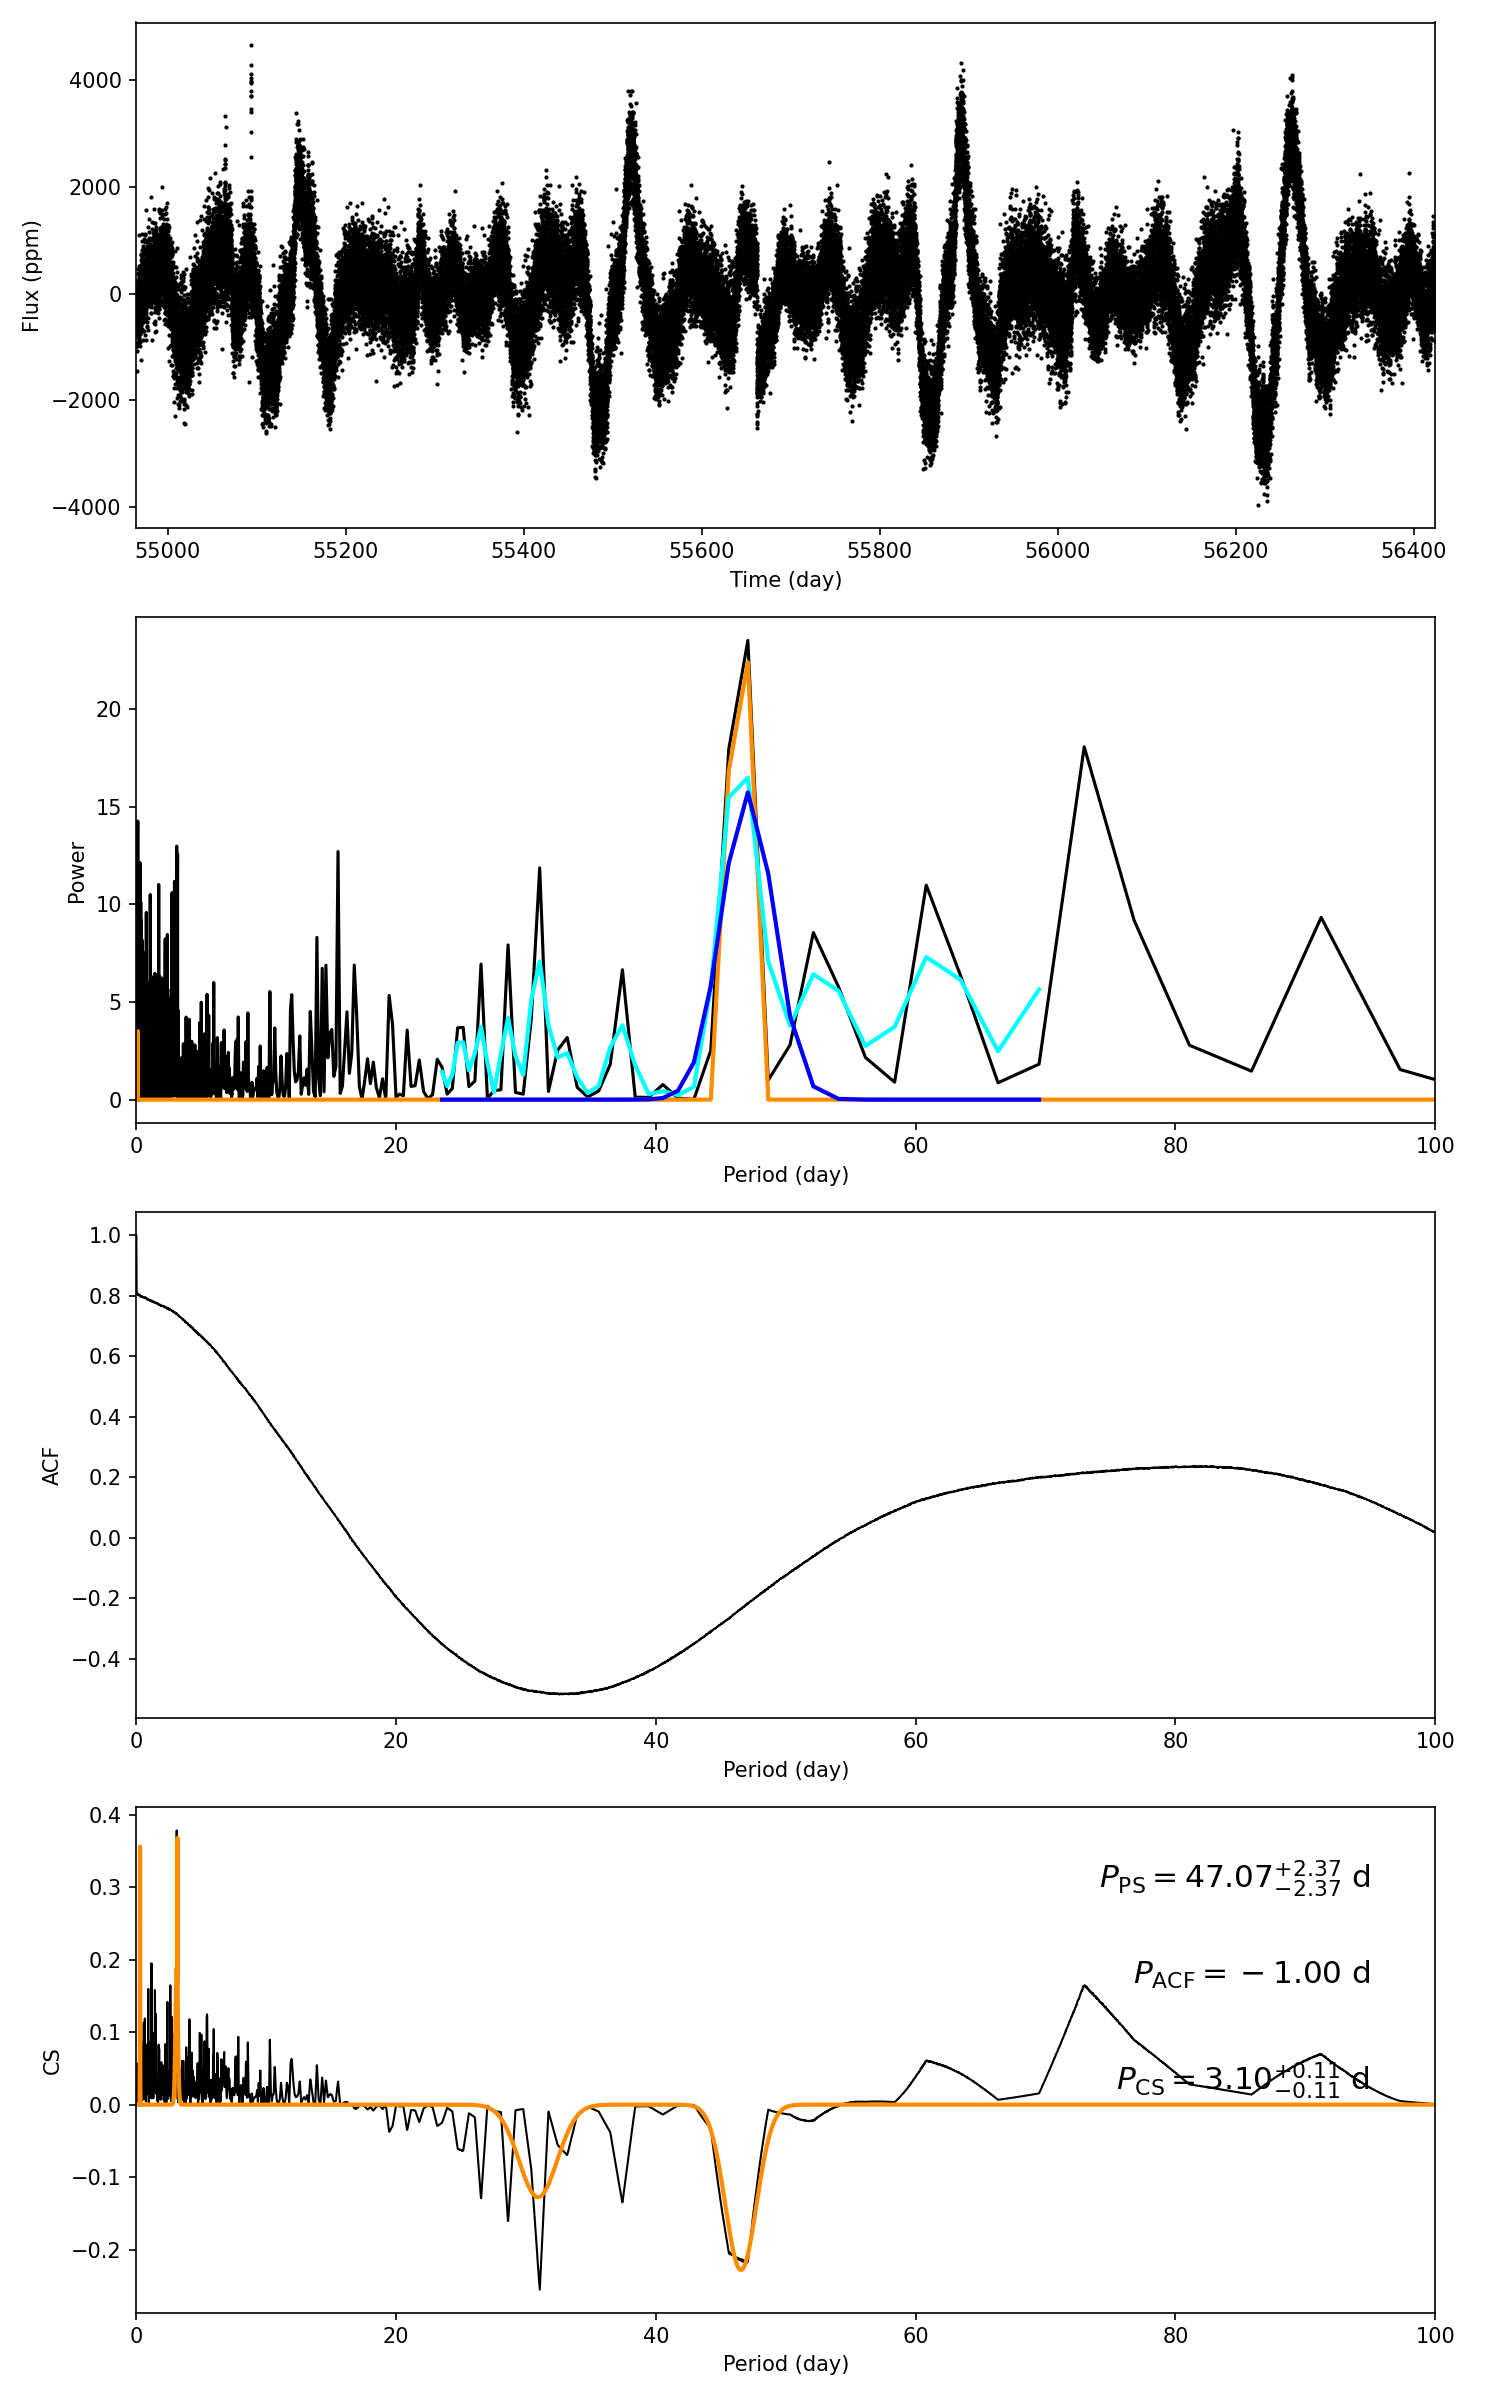 4000
2000
0
−2000
−4000
Flux (ppm)
55000 55200 55400 55600 55800 56000 56200 56400
Time (day)
20
15
10
5
0
Power
0 20 40 60 80 100
Period (day)
1.0
0.8
0.6
0.4
0.2
0.0
−0.2
−0.4
ACF
0 20 40 60 80 100
Period (day)
0.4
0.3
0.2
0.1
0.0
−0.1
−0.2
CS
P_PS = 47.07^{+2.37}_{−2.37} d
P_ACF = −1.00 d
P_CS = 3.10^{+0.11}_{−0.11} d
0 20 40 60 80 100
Period (day)